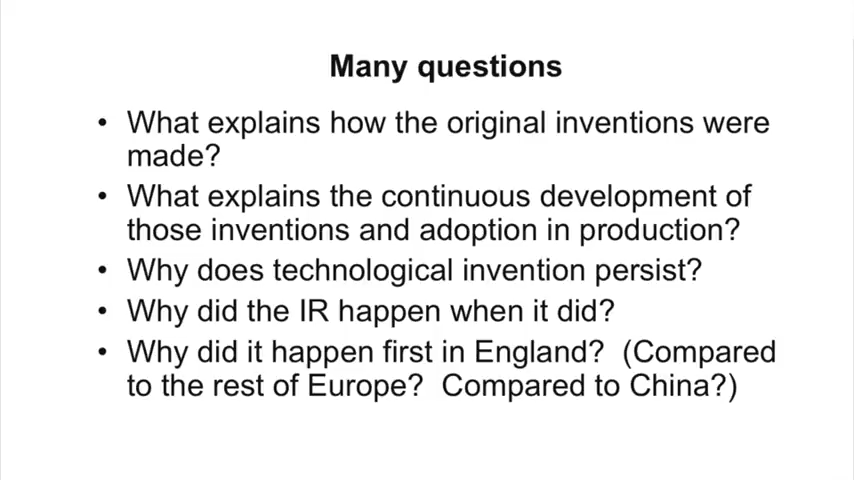 Many questions
• What explains how the original inventions were
made?
• What explains the continuous development of
those inventions and adoption in production?
• Why does technological invention persist?
• Why did the IR happen when it did?
• Why did it happen first in England?  (Compared
to the rest of Europe?  Compared to China?)